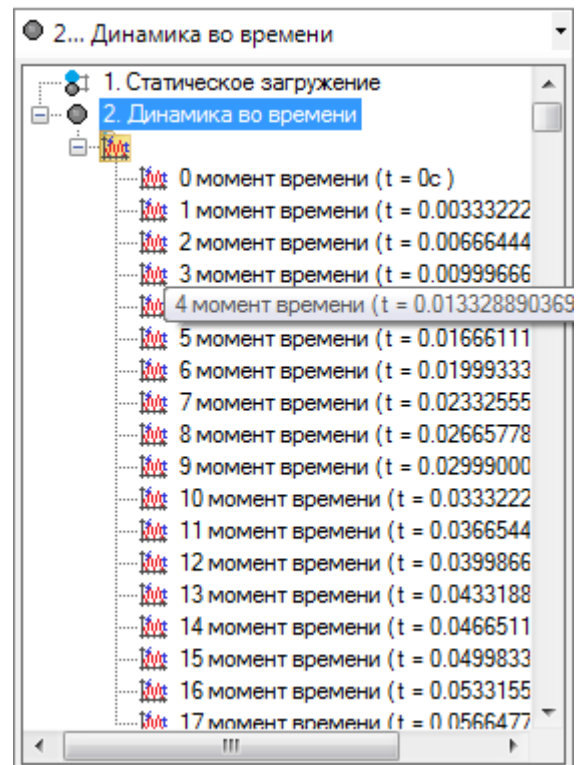 2... Динамика во времени
1. Статическое загружение
2. Динамика во времени
0 момент времени ( t = 0с )
1 момент времени ( t = 0.00333222
2 момент времени ( t = 0.00666444
3 момент времени ( t = 0.00999666
4 момент времени ( t = 0.013328890369
5 момент времени ( t = 0.01666111
6 момент времени ( t = 0.01999333
7 момент времени ( t = 0.02332555
8 момент времени ( t = 0.02665778
9 момент времени ( t = 0.02999000
10 момент времени ( t = 0.0333222
11 момент времени ( t = 0.0366544
12 момент времени ( t = 0.0399866
13 момент времени ( t = 0.0433188
14 момент времени ( t = 0.0466511
15 момент времени ( t = 0.0499833
16 момент времени ( t = 0.0533155
17 момент времени ( t = 0.0566477